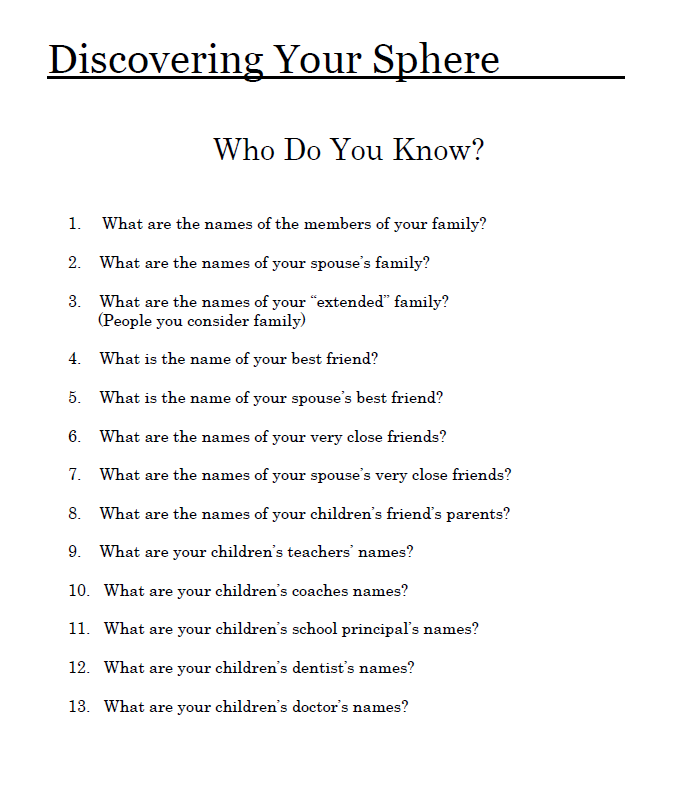 Discovering Your Sphere
Who Do You Know?
1. What are the names of the members of your family?
2. What are the names of your spouse’s family?
3. What are the names of your “extended” family?
(People you consider family)
4. What is the name of your best friend?
5. What is the name of your spouse’s best friend?
6. What are the names of your very close friends?
7. What are the names of your spouse’s very close friends?
8. What are the names of your children’s friend’s parents?
9. What are your children’s teachers’ names?
10. What are your children’s coaches names?
11. What are your children’s school principal’s names?
12. What are your children’s dentist’s names?
13. What are your children’s doctor’s names?